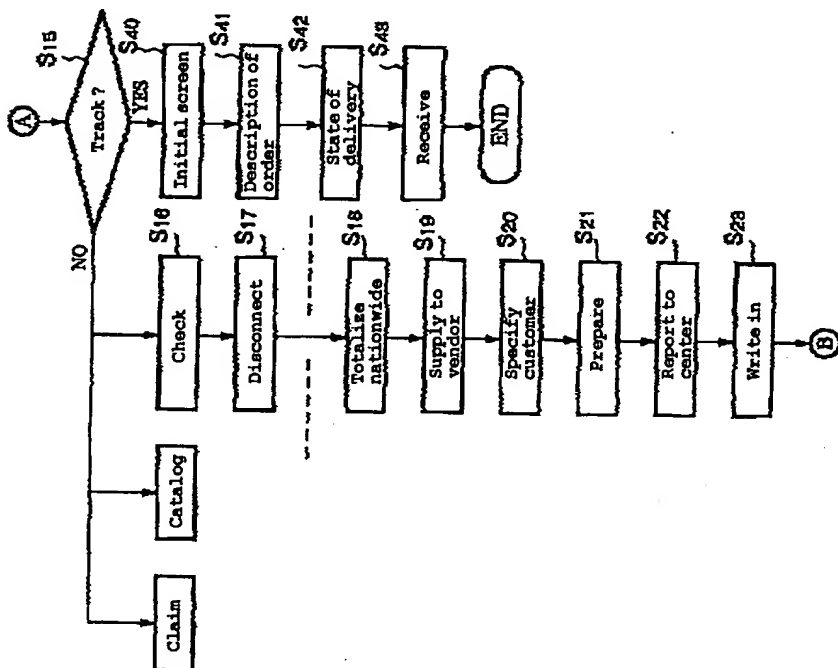 A
S15
Track?
YES
NO
S40
Initial screen
S41
Description of
order
S42
State of
delivery
S43
Receive
END
S16
Check
S17
Disconnect
S18
Totalize
nationwide
S19
Supply to
vendor
S20
Specify
customer
S21
Prepare
S22
Report to
center
S23
Write in
B
Catalog
Claim